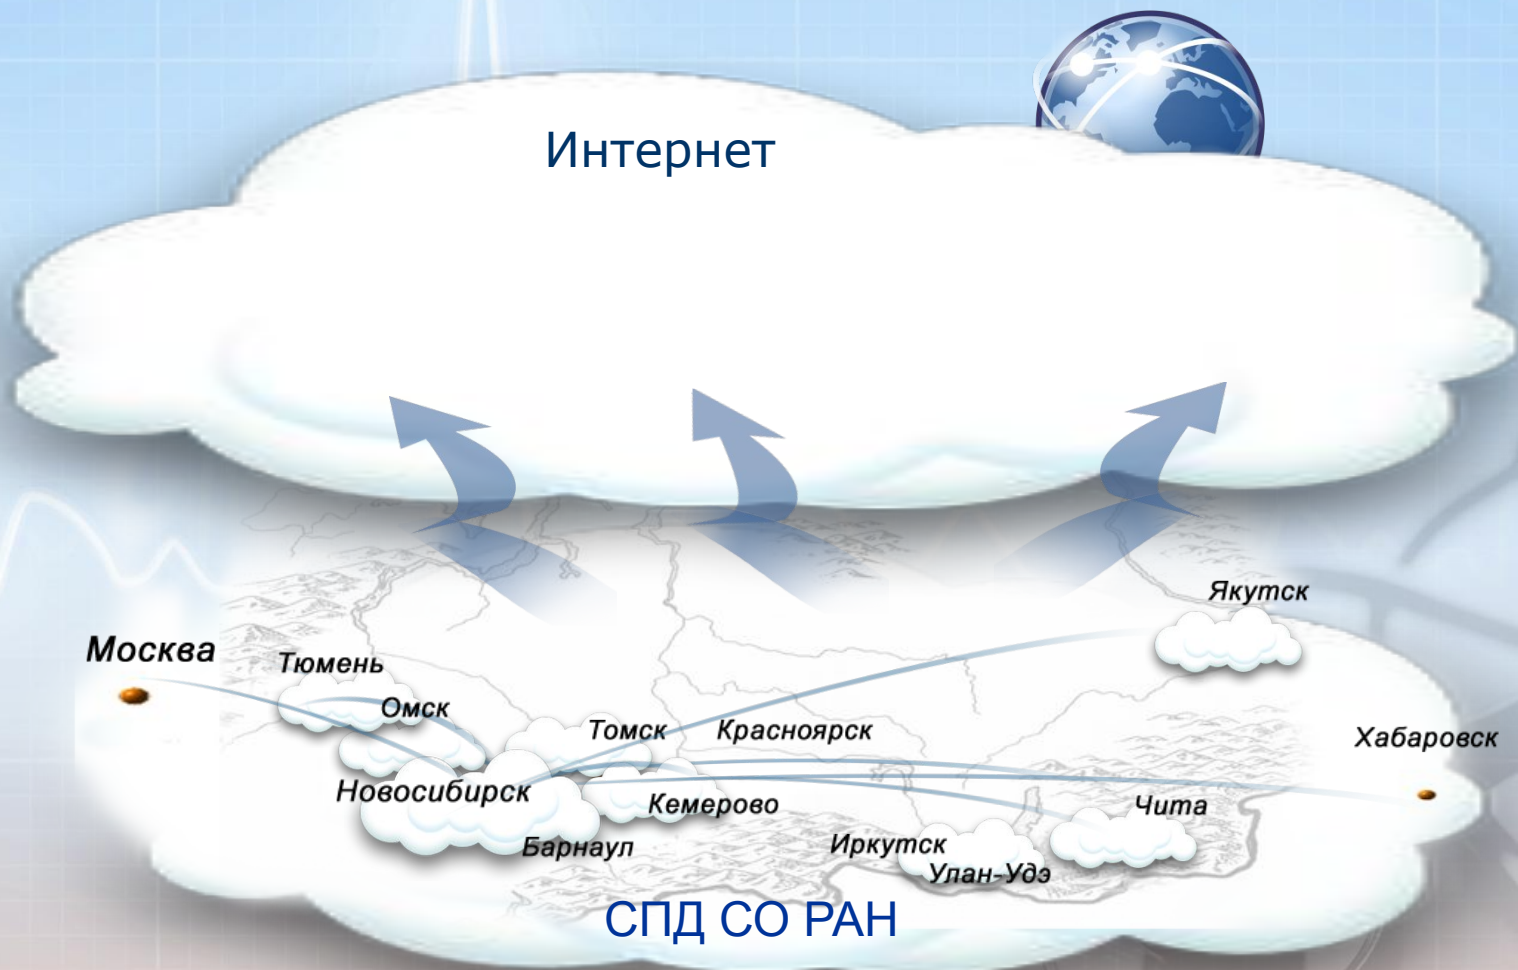 Интернет
Якутск
Москва
Тюмень
Омск
Томск
Красноярск
Хабаровск
Новосибирск
Кемерово
Чита
Барнаул
Иркутск
Улан-Удэ
СПД СО РАН